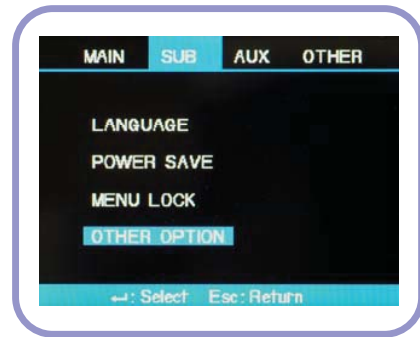 MAIN SUB AUX OTHER
LANGUAGE
POWER SAVE
MENU LOCK
OTHER OPTION
↵: Select Esc: Return